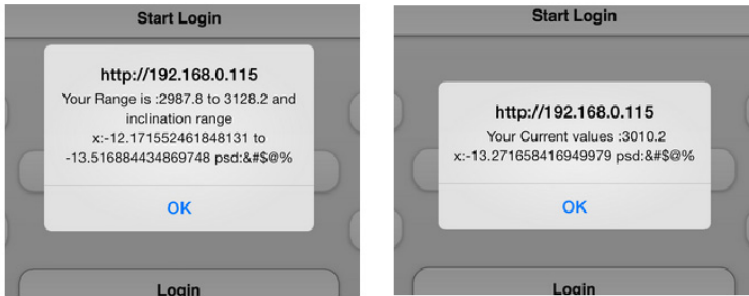 Start Login
http://192.168.0.115
Your Range is :2987.8 to 3128.2 and
inclination range
x:-12.171552461848131 to
-13.516884434869748 psd:&#$@%
OK
Login
Start Login
http://192.168.0.115
Your Current values :3010.2
x:-13.271658416949979 psd:&#$@%
OK
Login